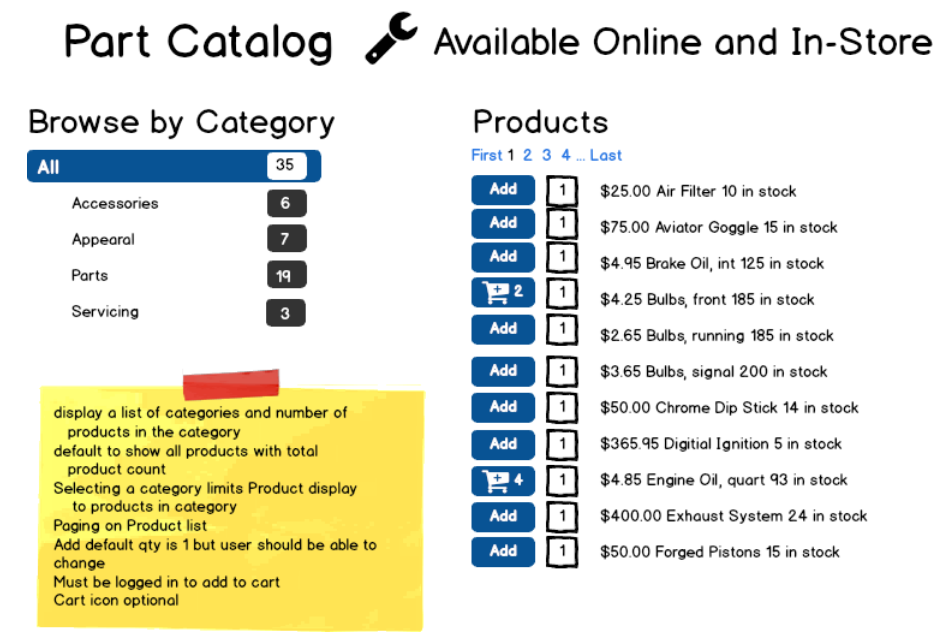 Part Catalog Available Online and In-Store
Browse by Category
All 35
Accessories 6
Appearal 7
Parts 19
Servicing 3
display a list of categories and number of
products in the category
default to show all products with total
product count
Selecting a category limits Product display
to products in category
Paging on Product list
Add default qty is 1 but user should be able to
change
Must be logged in to add to cart
Cart icon optional
Products
First 1 2 3 4 ... Last
Add 1 $25.00 Air Filter 10 in stock
Add 1 $75.00 Aviator Goggle 15 in stock
Add 1 $4.95 Brake Oil, int 125 in stock
2 1 $4.25 Bulbs, front 185 in stock
Add 1 $2.65 Bulbs, running 185 in stock
Add 1 $3.65 Bulbs, signal 200 in stock
Add 1 $50.00 Chrome Dip Stick 14 in stock
Add 1 $365.95 Digitial Ignition 5 in stock
4 1 $4.85 Engine Oil, quart 93 in stock
Add 1 $400.00 Exhaust System 24 in stock
Add 1 $50.00 Forged Pistons 15 in stock